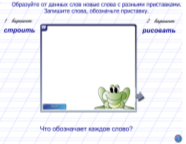 Образуйте от данных слов новые слова с разными приставками.
Запишите слова, обозначьте приставку.
1 вариант 2 вариант
строить рисовать
Что обозначает каждое слово?